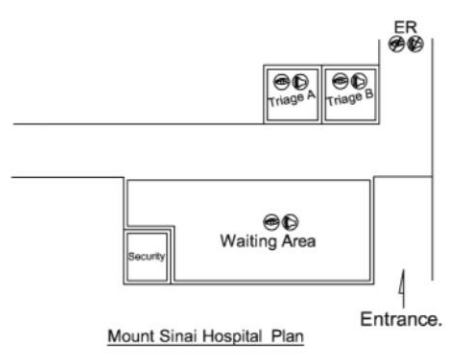 ER
Triage A
Triage B
Waiting Area
Security
Entrance.
Mount Sinai Hospital Plan